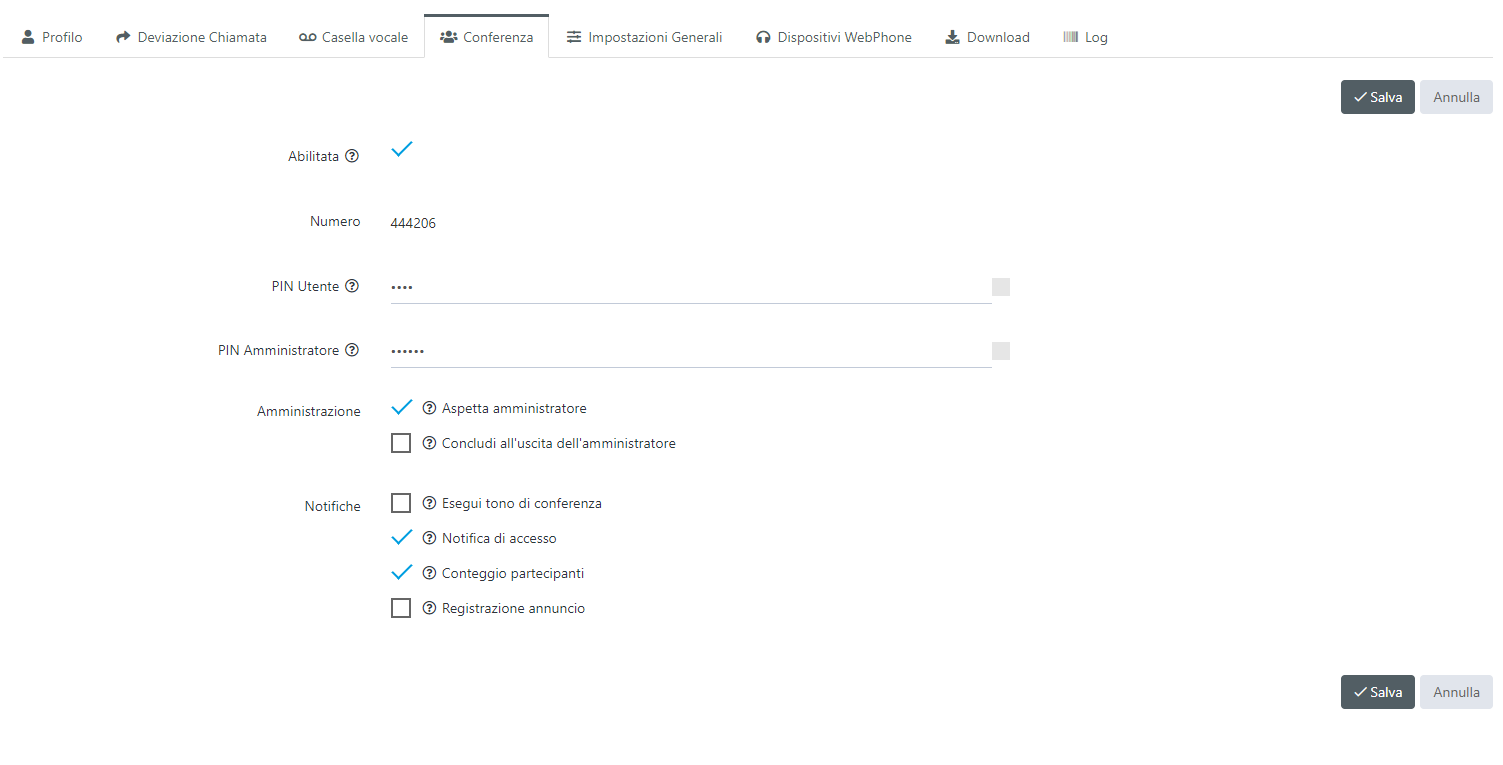 Profilo Deviazione Chiamata Casella vocale Conferenza Impostazioni Generali Dispositivi WebPhone Download Log
Salva Annulla
Abilitata
Numero 444206
PIN Utente ••••
PIN Amministratore ••••••
Amministrazione Aspetta amministratore
Concludi all'uscita dell'amministratore
Notifiche Esegui tono di conferenza
Notifica di accesso
Conteggio partecipanti
Registrazione annuncio
Salva Annulla